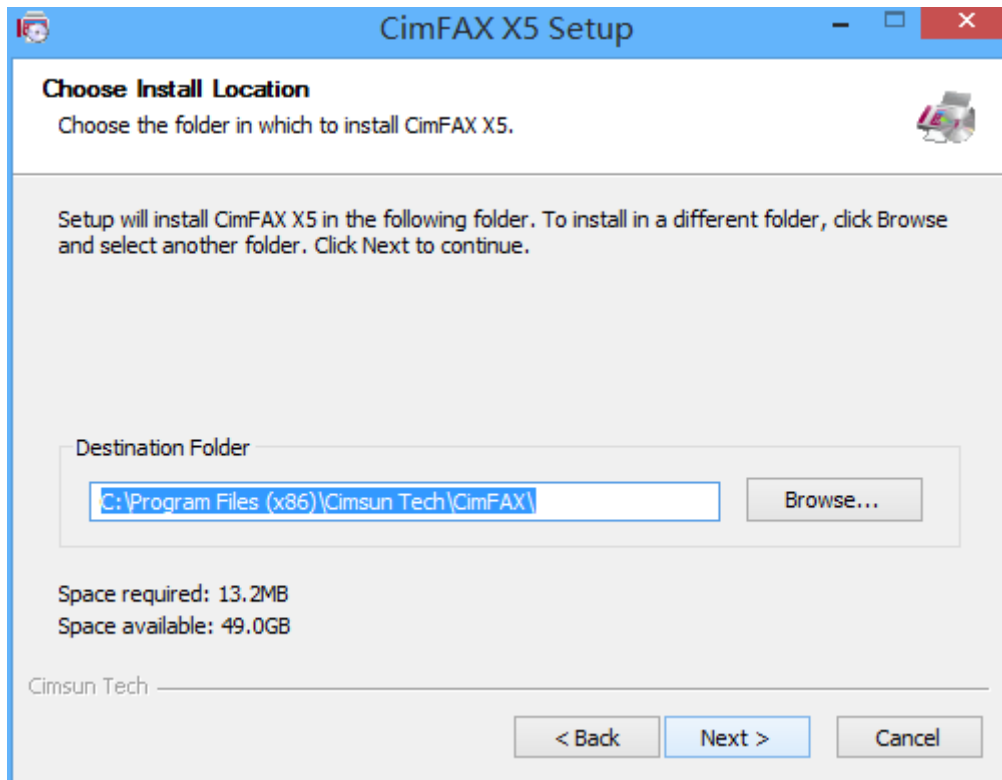 CimFAX X5 Setup
Choose Install Location
Choose the folder in which to install CimFAX X5.
Setup will install CimFAX X5 in the following folder. To install in a different folder, click Browse
and select another folder. Click Next to continue.
Destination Folder
C:\Program Files (x86)\Cimsun Tech\CimFAX\
Browse...
Space required: 13.2MB
Space available: 49.0GB
Cimsun Tech
< Back
Next >
Cancel